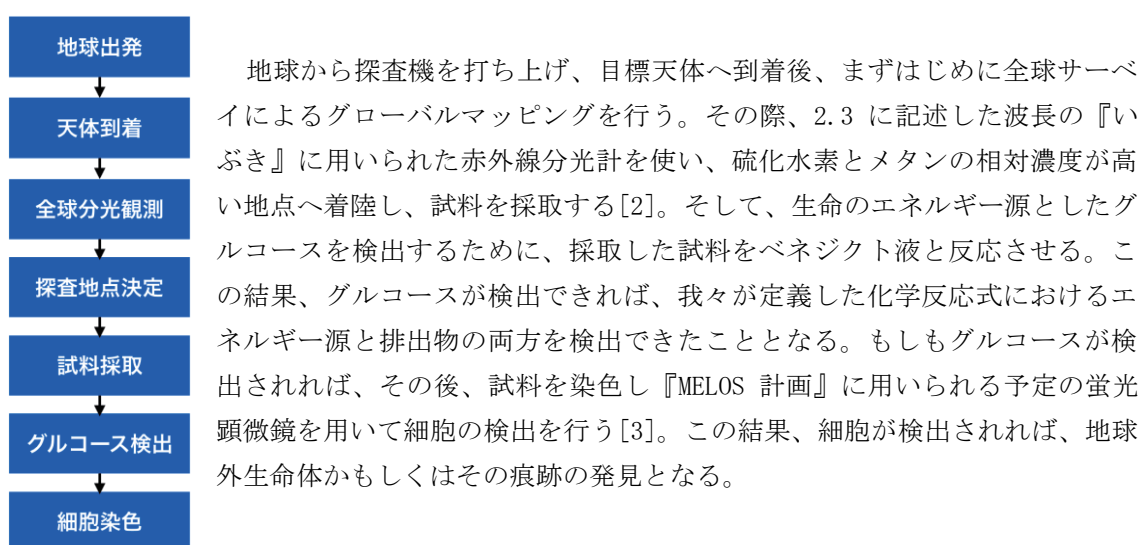 地球出発
天体到着
全球分光観測
探査地点決定
試料採取
グルコース検出
細胞染色
地球から探査機を打ち上げ、目標天体へ到着後、まずはじめに全球サーベ
イによるグローバルマッピングを行う。その際、2.3 に記述した波長の『い
ぶき』に用いられた赤外線分光計を使い、硫化水素とメタンの相対濃度が高
い地点へ着陸し、試料を採取する[2]。そして、生命のエネルギー源としたグ
ルコースを検出するために、採取した試料をベネジクト液と反応させる。こ
の結果、グルコースが検出できれば、我々が定義した化学反応式におけるエ
ネルギー源と排出物の両方を検出できたこととなる。もしもグルコースが検
出されれば、その後、試料を染色し『MELOS 計画』に用いられる予定の蛍光
顕微鏡を用いて細胞の検出を行う[3]。この結果、細胞が検出されれば、地球
外生命体かもしくはその痕跡の発見となる。